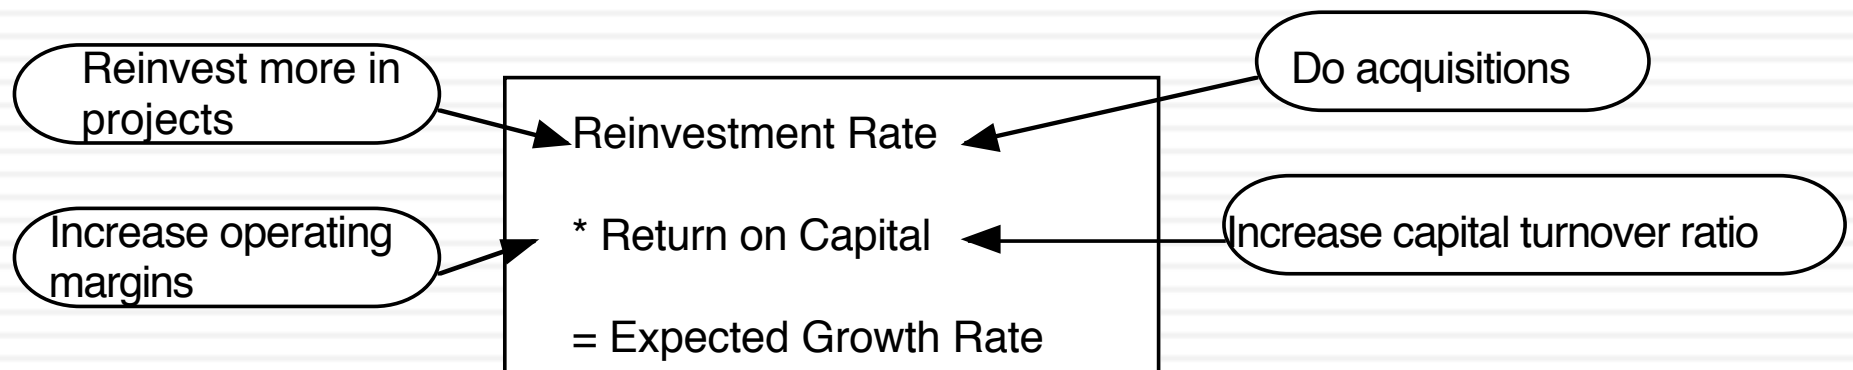 Reinvest more in
projects
Do acquisitions
Reinvestment Rate
Increase operating
margins
* Return on Capital
Increase capital turnover ratio
= Expected Growth Rate